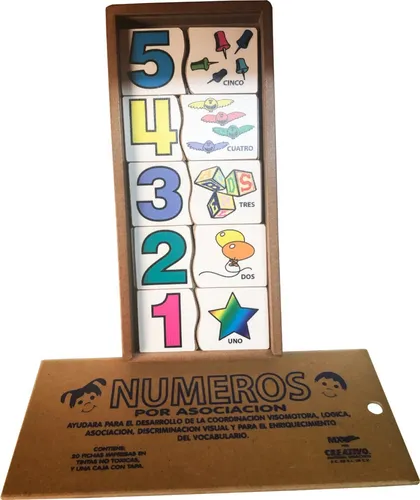 5
CINCO
4
CUATRO
3
TRES
2
DOS
1
UNO
NUMEROS
POR ASOCIACION
AYUDARA PARA EL DESARROLLO DE LA COORDINACION VISOMOTORA, LOGICA,
ASOCIACION, DISCRIMINACION VISUAL Y PARA EL ENRIQUECIMIENTO
DEL VOCABULARIO.
CONTIENE:
20 FICHAS IMPRESAS EN
TINTAS NO TOXICAS,
Y UNA CAJA CON TAPA.
CREATIVO